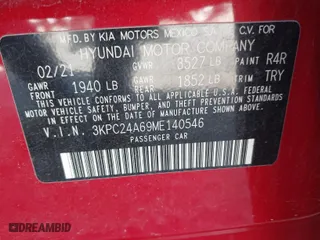 BY KIA MOTORS MEXICO S. C.V. FOR
HYUNDAI MOTOR COMPANY
02/21 GVWR 3527 LB PAINT R4R
GAWR FRONT 1940 LB GAWR 1852 LB TRIM TRY
THIS VEHICLE CONFORMS TO ALL APPLICABLE U.S.A. FEDERAL
MOTOR VEHICLE SAFETY, BUMPER, AND THEFT PREVENTION
STANDARDS IN EFFECT ON THE DATE OF MANUFACTURE SHOWN ABOVE.
V.I.N. 3KPC24A69ME140546
PASSENGER CAR
DREAMBID